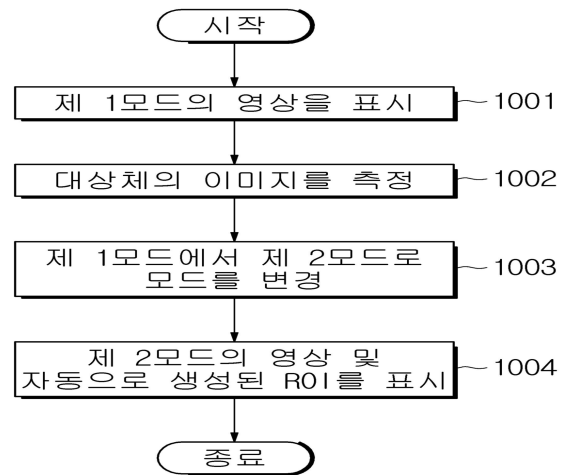 시작
제 1모드의 영상을 표시
1001
대상체의 이미지를 측정
1002
제 1모드에서 제 2모드로
모드를 변경
1003
제 2모드의 영상 및
자동으로 생성된 ROI를 표시
1004
종료